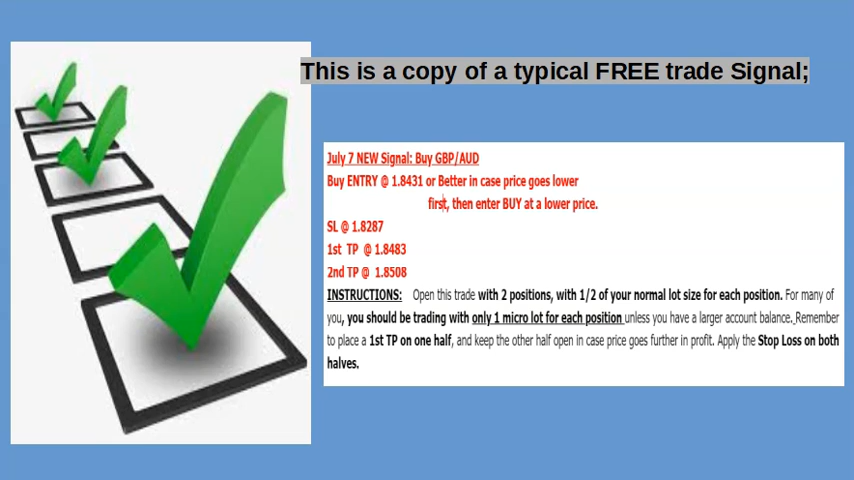 This is a copy of a typical FREE trade Signal;
July 7 NEW Signal: Buy GBP/AUD
Buy ENTRY @ 1.8431 or Better in case price goes lower
first, then enter BUY at a lower price.
SL @ 1.8287
1st TP @ 1.8483
2nd TP @ 1.8508
INSTRUCTIONS: Open this trade with 2 positions, with 1/2 of your normal lot size for each position. For many of
you, you should be trading with only 1 micro lot for each position unless you have a larger account balance. Remember
to place a 1st TP on one half, and keep the other half open in case price goes further in profit. Apply the Stop Loss on both
halves.